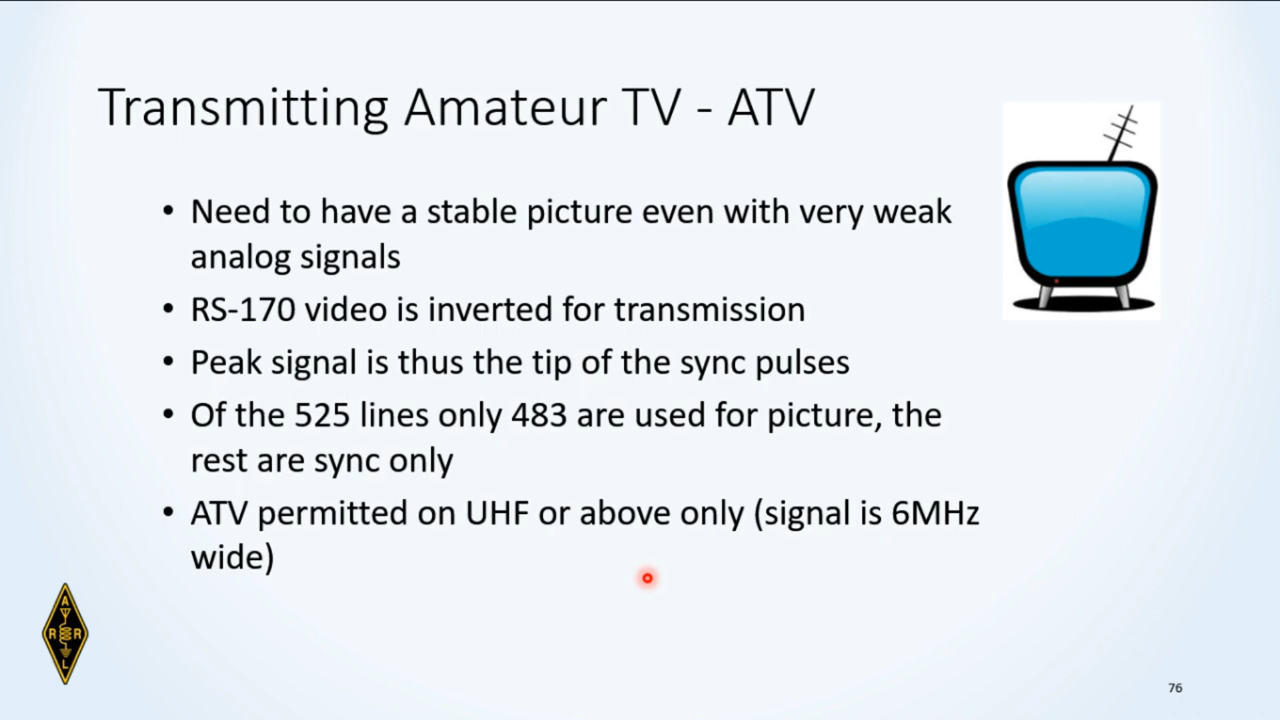 Transmitting Amateur TV - ATV
• Need to have a stable picture even with very weak
analog signals
• RS-170 video is inverted for transmission
• Peak signal is thus the tip of the sync pulses
• Of the 525 lines only 483 are used for picture, the
rest are sync only
• ATV permitted on UHF or above only (signal is 6MHz
wide)
A
R R
L
76